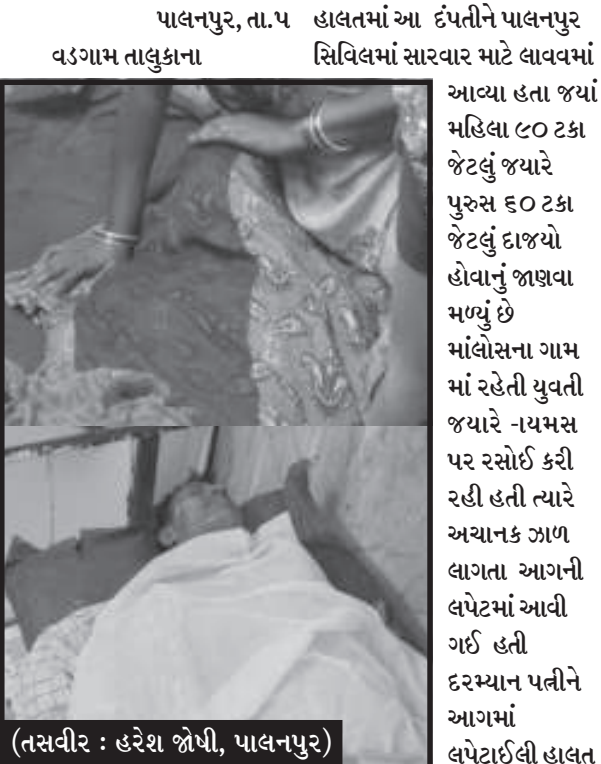 પાલનપુર, તા.૫
વડગામ તાલુકાના
હાલતમાં આ દંપતીને પાલનપુર
સિવિલમાં સારવાર માટે લાવવમાં
આવ્યા હતા જયાં
મહિલા ૯૦ ટકા
જેટલું જયારે
પુરુસ ૬૦ ટકા
જેટલું દાજયો
હોવાનું જાણવા
મળ્યું છે
માંલોસના ગામ
માં રહેતી યુવતી
જયારે -ાયમસ
પર રસોઈ કરી
રહી હતી ત્યારે
અચાનક ઝાળ
લાગતા આગની
લપેટમાં આવી
ગઈ હતી
દરમ્યાન પત્નીને
આગમાં
લપેટાઈલી હાલત
(તસવીર : હરેશ જોષી, પાલનપુર)